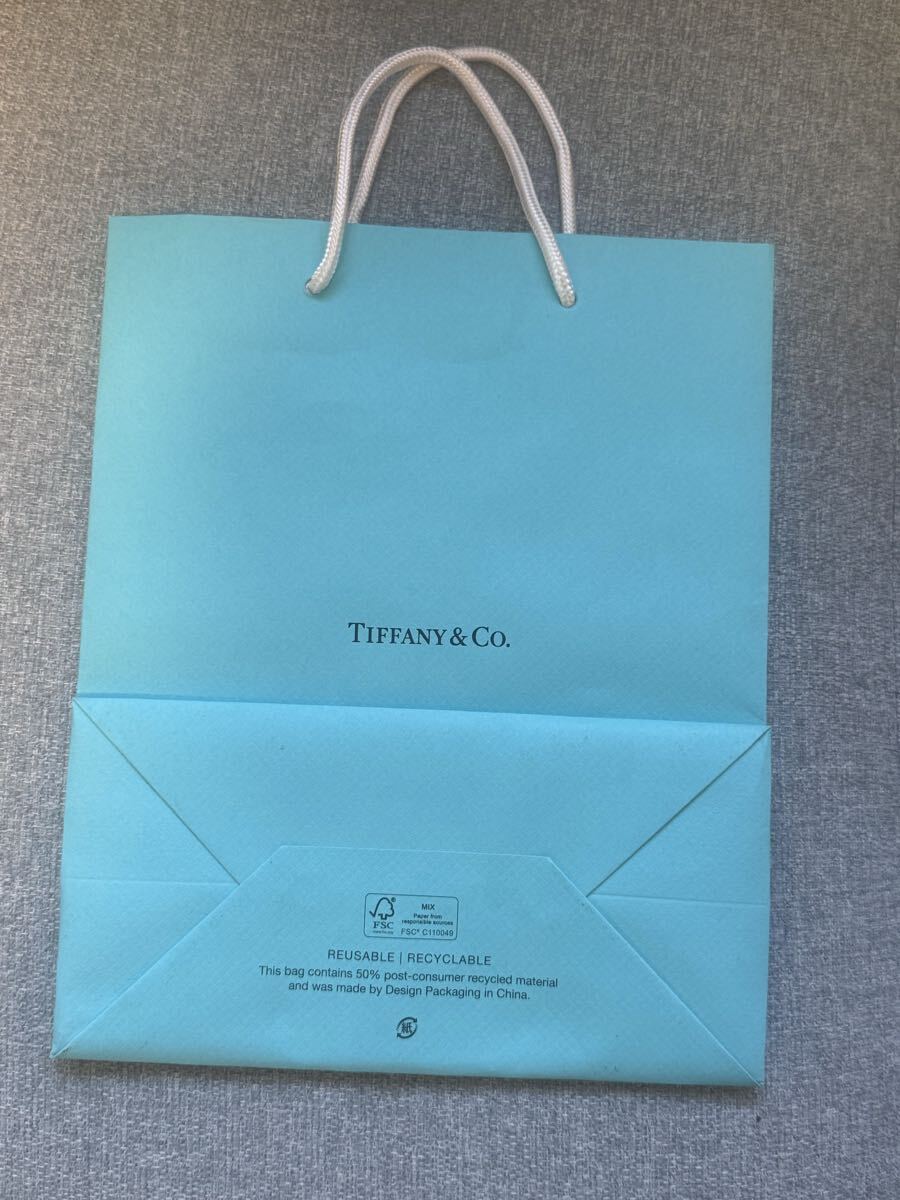 TIFFANY & CO.
MIX
Paper from
responsible sources
FSC
FSC® C110049
REUSABLE | RECYCLABLE
This bag contains 50% post-consumer recycled material
and was made by Design Packaging in China.
紙